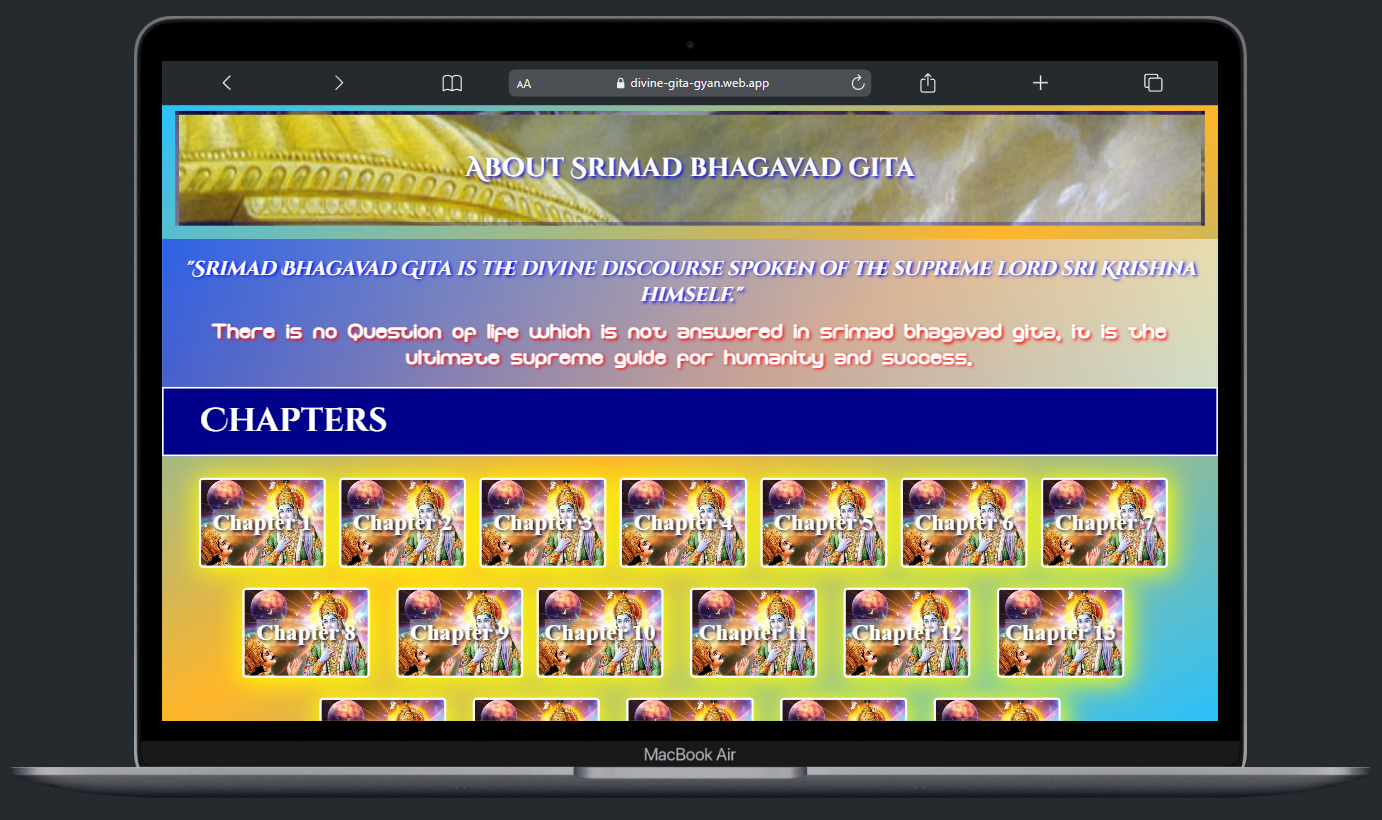 AA divine-gita-gyan.web.app
About Srimad bhagavad gita
"Srimad Bhagavad Gita is the divine discourse spoken of the supreme lord sri Krishna
himself."
There is no Question of life which is not answered in srimad bhagavad gita, it is the
ultimate supreme guide for humanity and success.
Chapters
Chapter 1 Chapter 2 Chapter 3 Chapter 4 Chapter 5 Chapter 6 Chapter 7
Chapter 8 Chapter 9 Chapter 10 Chapter 11 Chapter 12 Chapter 13
MacBook Air